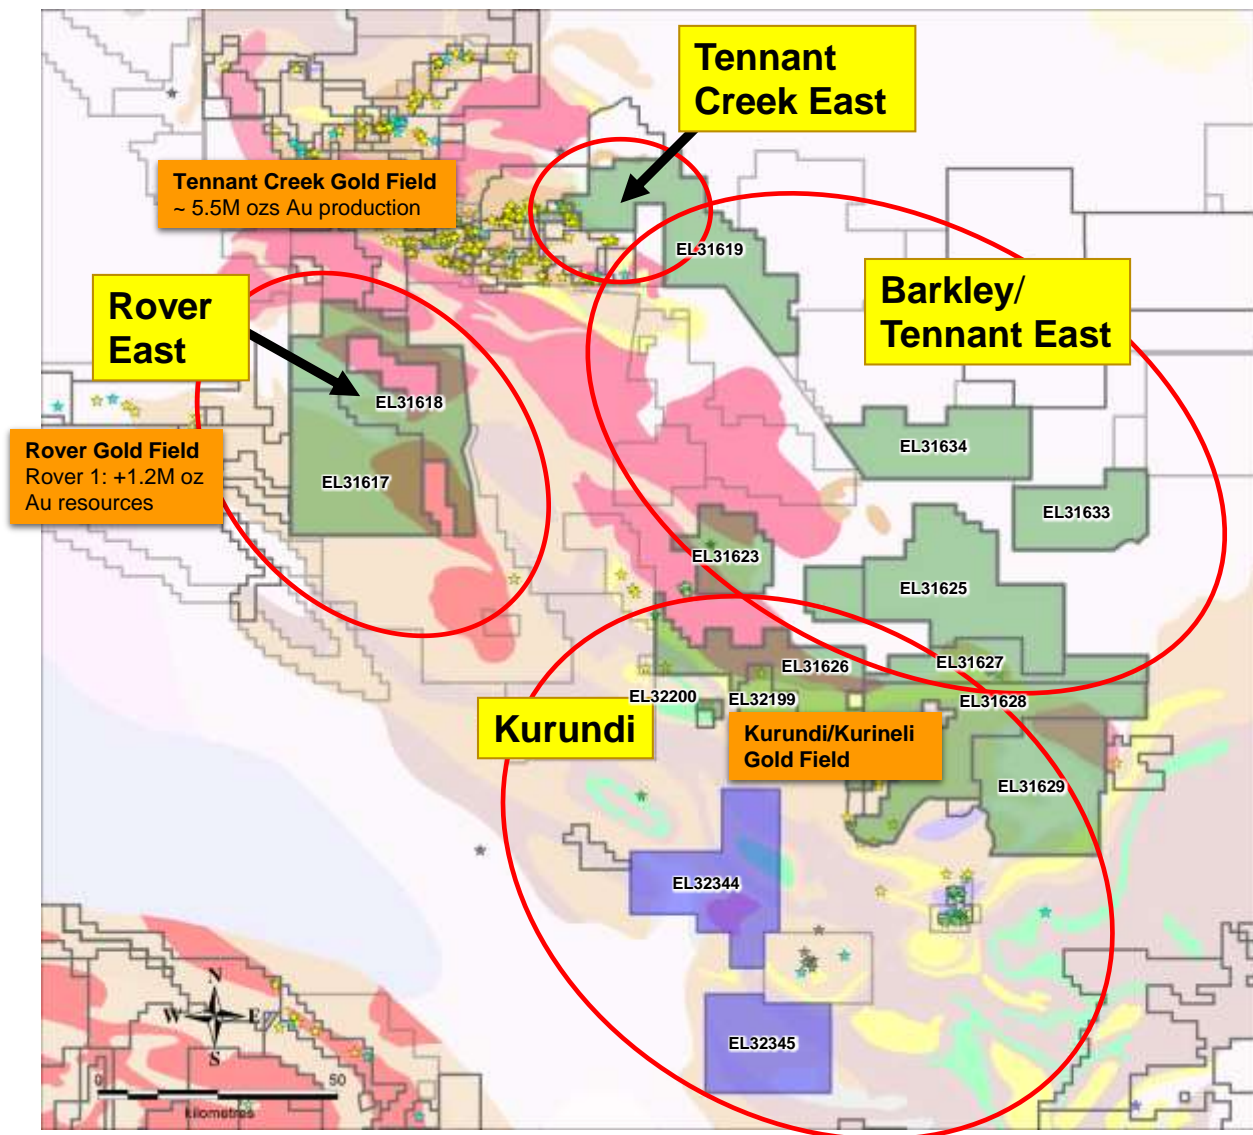 Tennant
Creek East
Tennant Creek Gold Field
~ 5.5M ozs Au production
EL31619
Rover
East
Barkley/
Tennant East
EL31618
Rover Gold Field
Rover 1: +1.2M oz
Au resources
EL31617
EL31634
EL31633
EL31623
EL31625
EL31626
EL31627
EL32200
EL32199
EL31628
Kurundi
Kurundi/Kurineli
Gold Field
EL31629
EL32344
N
W
E
S
EL32345
0
50
kilometres